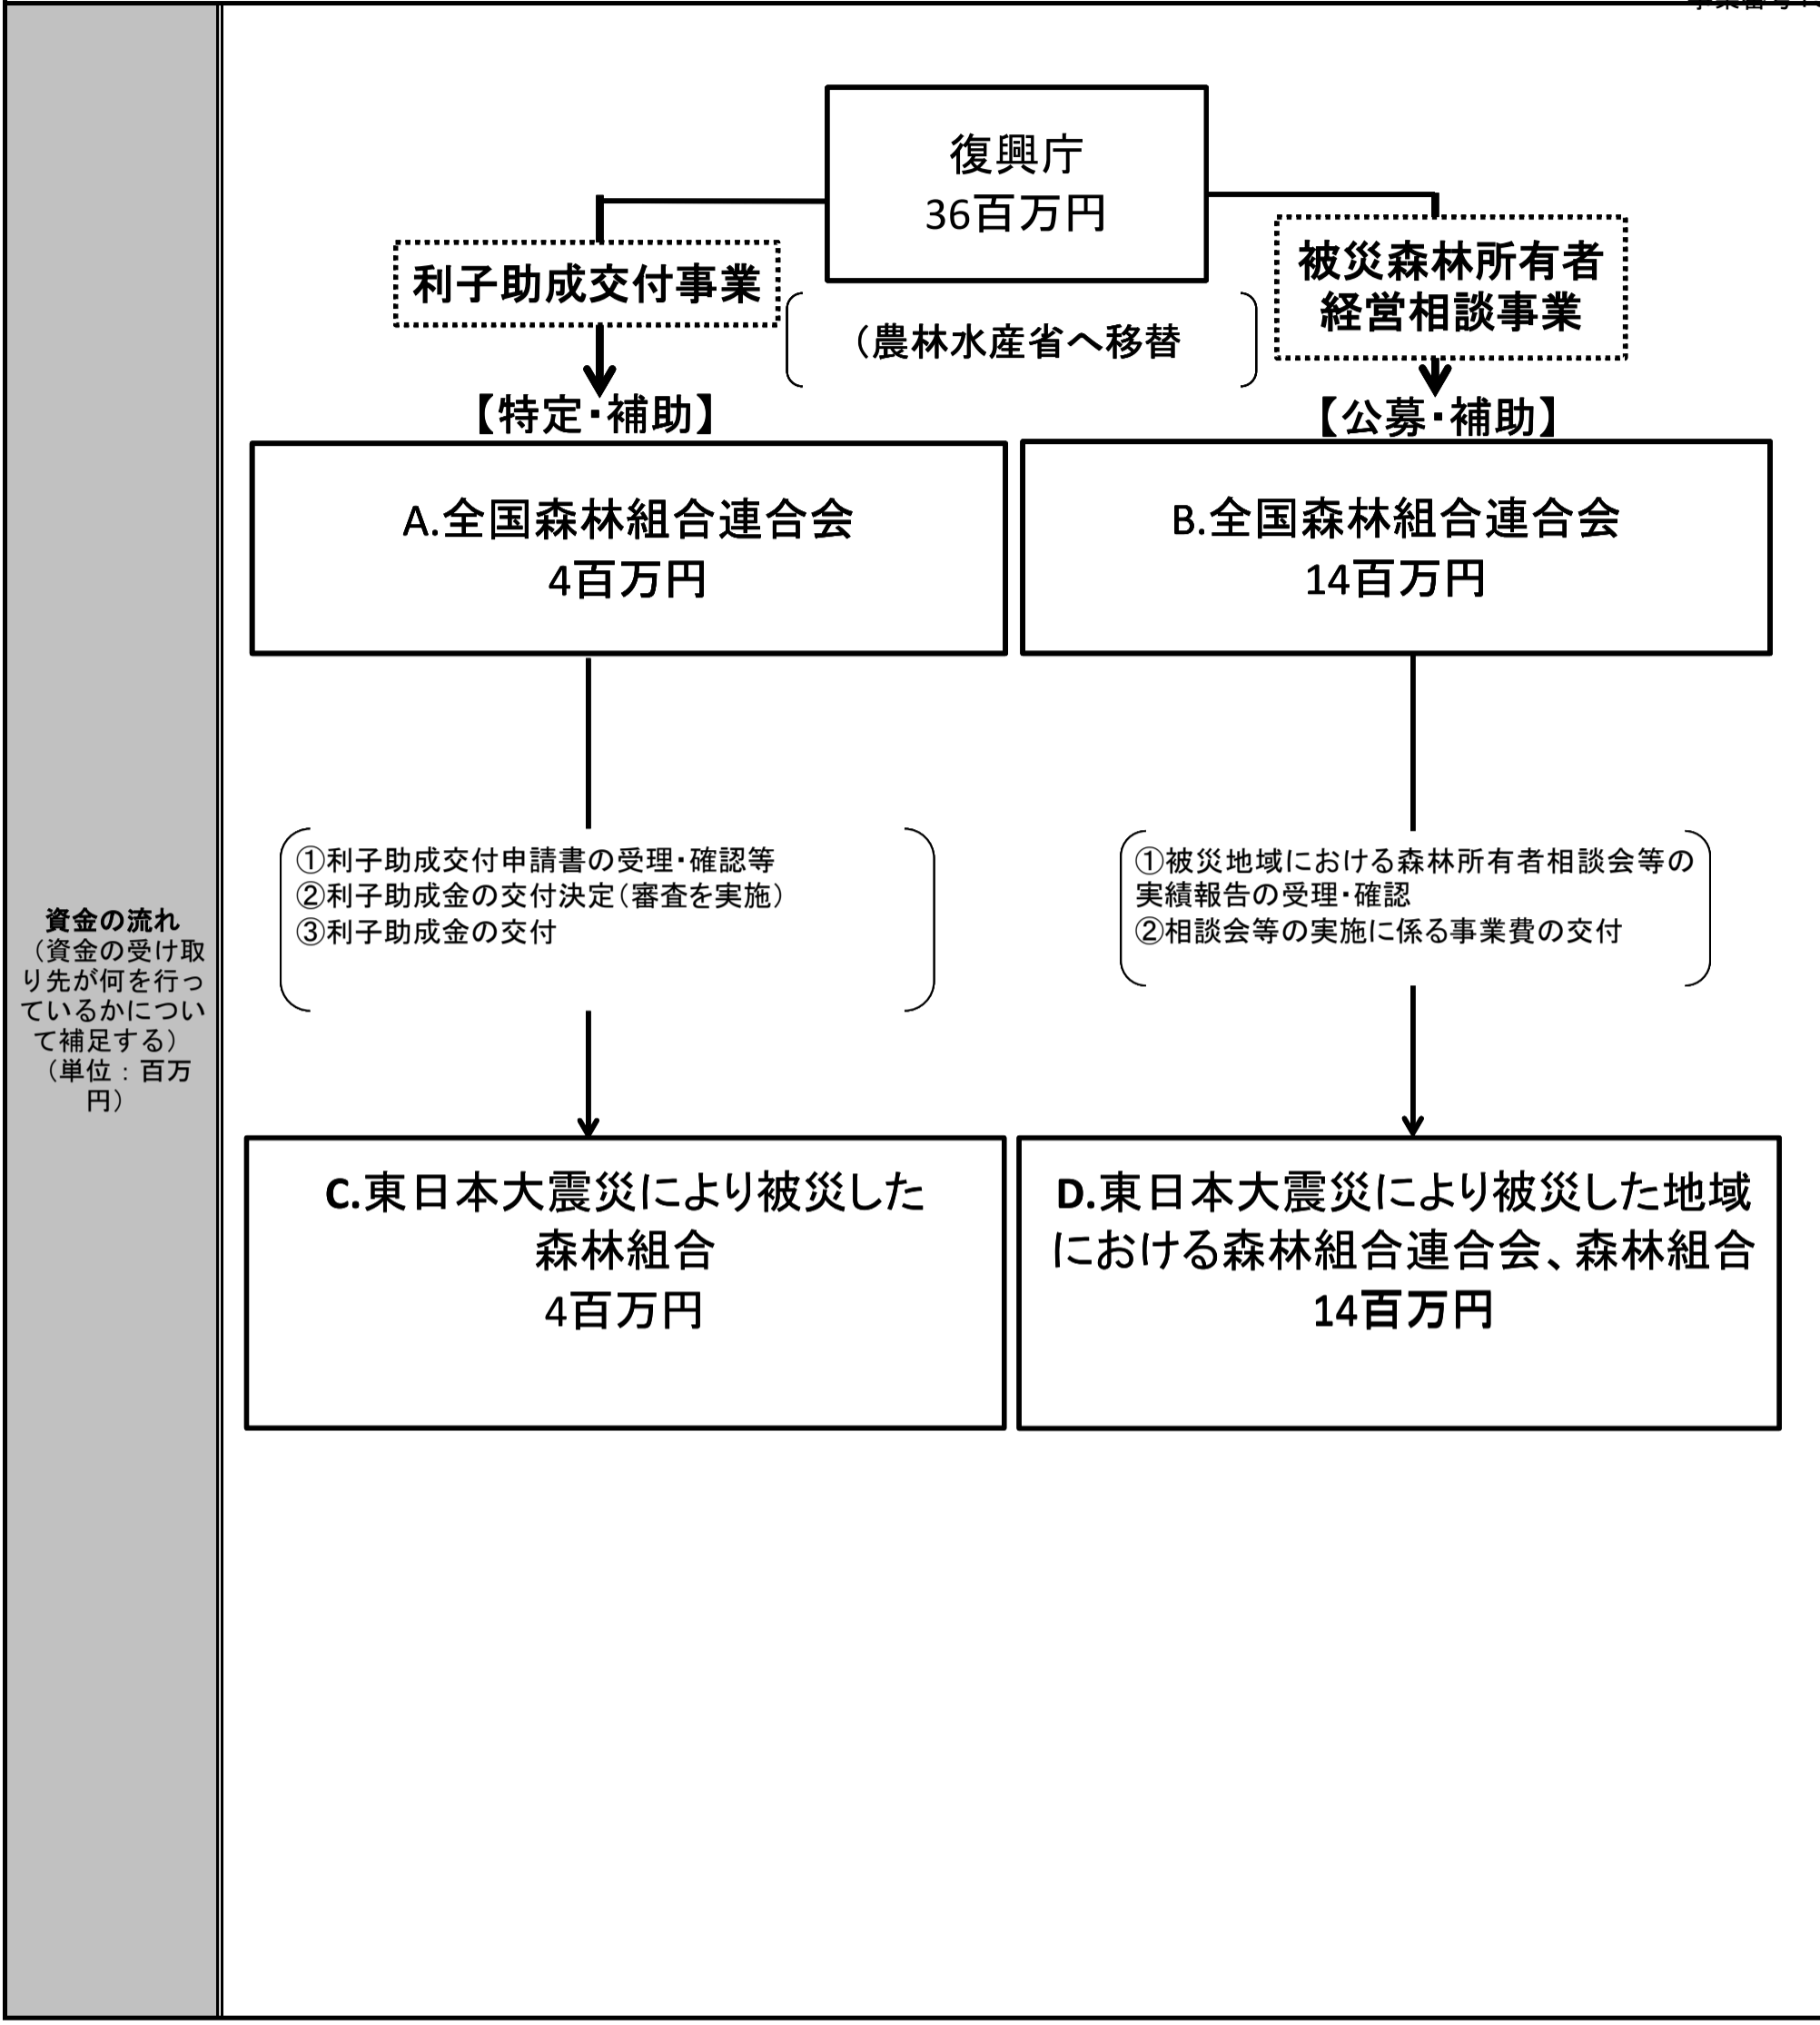 復興庁
36百万円
利子助成交付事業
被災森林所有者
経営相談事業
（農林水産省へ移替
【特定・補助】
【公募・補助】
A.全国森林組合連合会
4百万円
B.全国森林組合連合会
14百万円
①利子助成交付申請書の受理・確認等
②利子助成金の交付決定（審査を実施）
③利子助成金の交付
①被災地域における森林所有者相談会等の
実績報告の受理・確認
②相談会等の実施に係る事業費の交付
資金の流れ
（資金の受け取
り先が何を行っ
ているかについ
て補足する）
（単位：百万
円）
C.東日本大震災により被災した
森林組合
4百万円
D.東日本大震災により被災した地域
における森林組合連合会、森林組合
14百万円